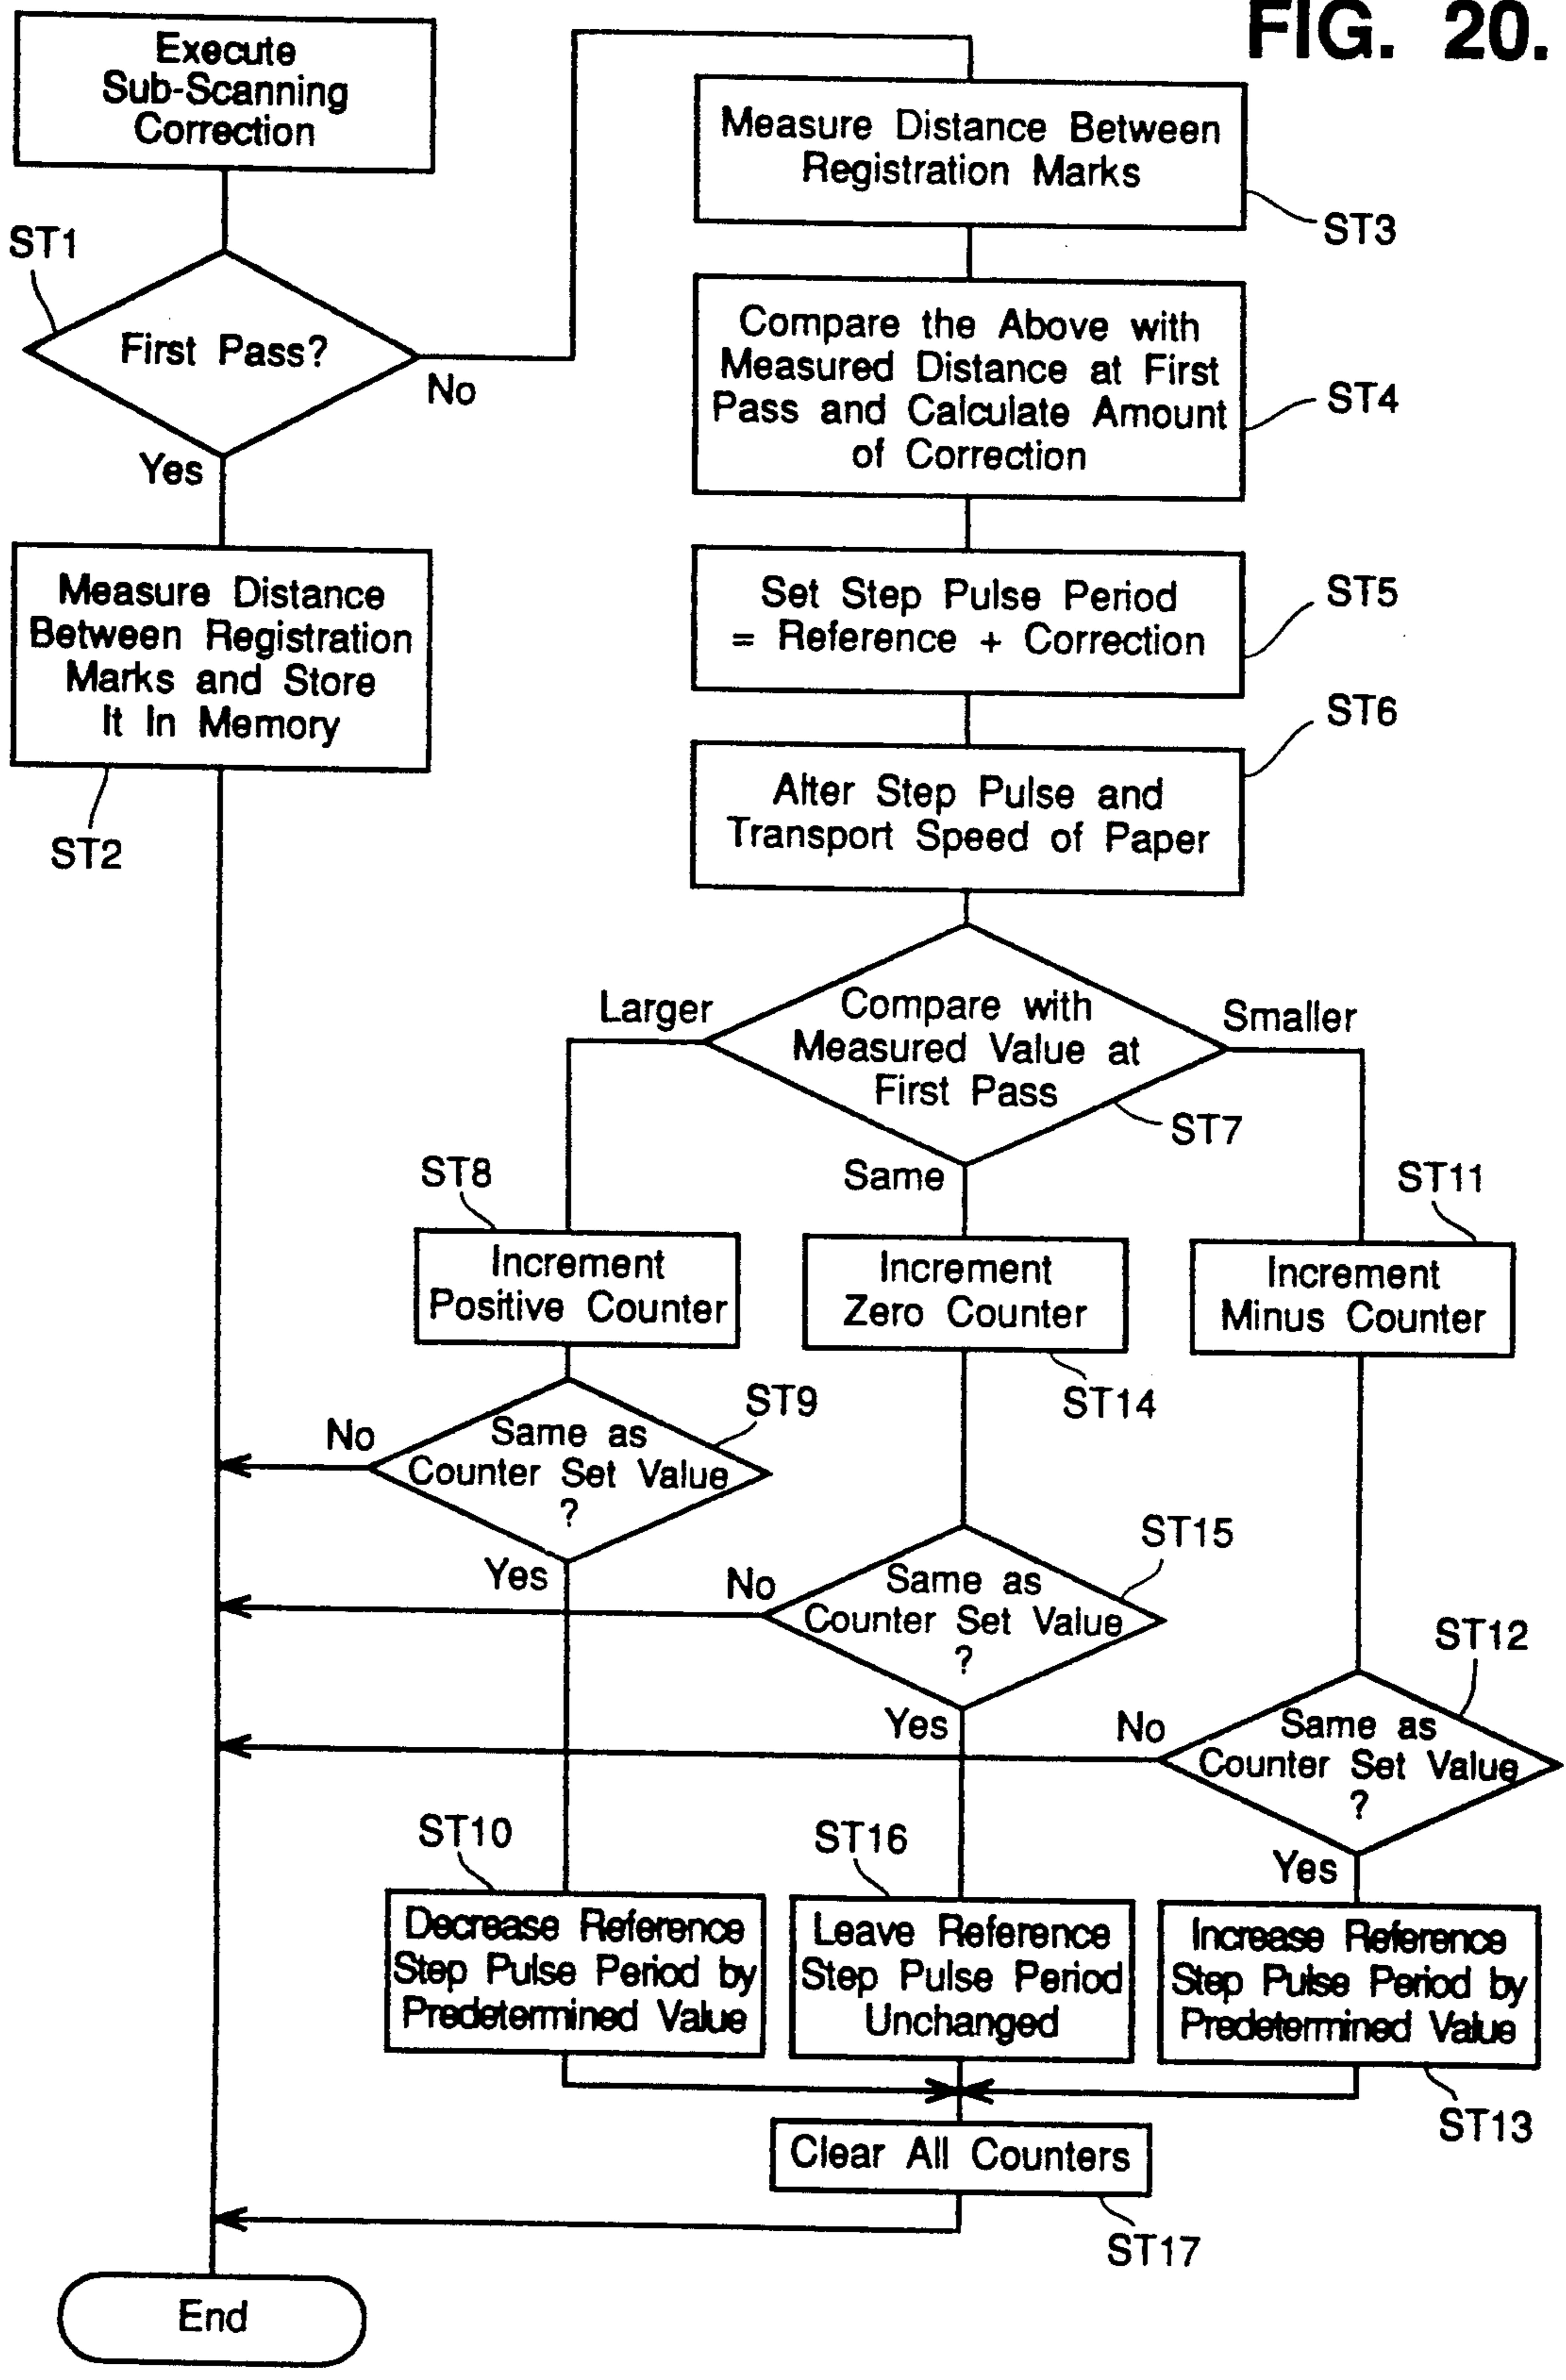 FIG. 20.
Execute
Sub-Scanning
Correction
ST1
First Pass?
No
Yes
Measure Distance
Between Registration
Marks and Store
It In Memory
ST2
Measure Distance Between
Registration Marks
ST3
Compare the Above with
Measured Distance at First
Pass and Calculate Amount
of Correction
ST4
Set Step Pulse Period
= Reference + Correction
ST5
Alter Step Pulse and
Transport Speed of Paper
ST6
Compare with
Measured Value at
First Pass
ST7
Larger
Same
Smaller
ST8
Increment
Positive Counter
Increment
Zero Counter
ST14
ST11
Increment
Minus Counter
ST9
Same as
Counter Set Value
?
No
Yes
ST15
Same as
Counter Set Value
?
No
Yes
ST12
Same as
Counter Set Value
?
No
Yes
ST10
Decrease Reference
Step Pulse Period by
Predetermined Value
ST16
Leave Reference
Step Pulse Period
Unchanged
Increase Reference
Step Pulse Period by
Predetermined Value
ST13
Clear All Counters
ST17
End